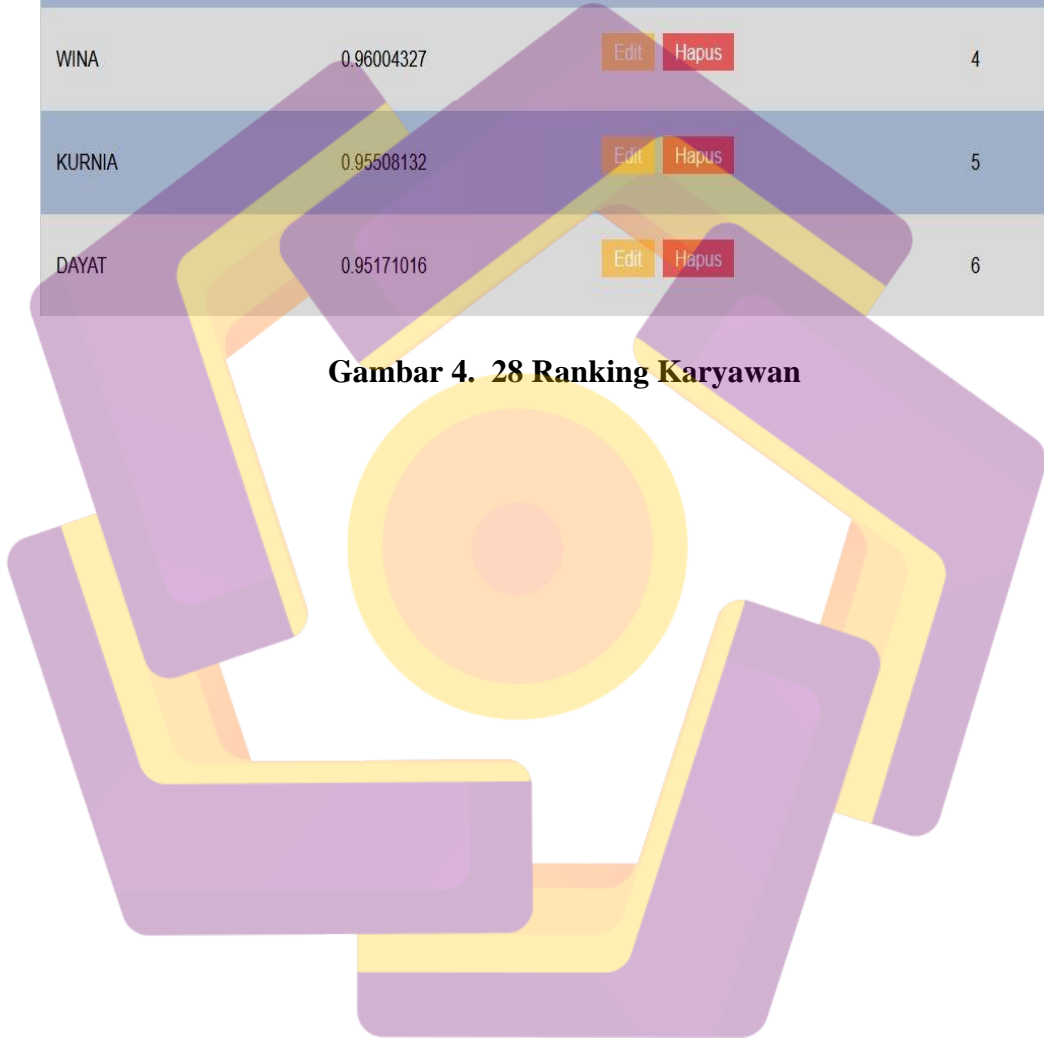 WINA 0.96004327 Edit Hapus 4
KURNIA 0.95508132 Edit Hapus 5
DAYAT 0.95171016 Edit Hapus 6
Gambar 4. 28 Ranking Karyawan